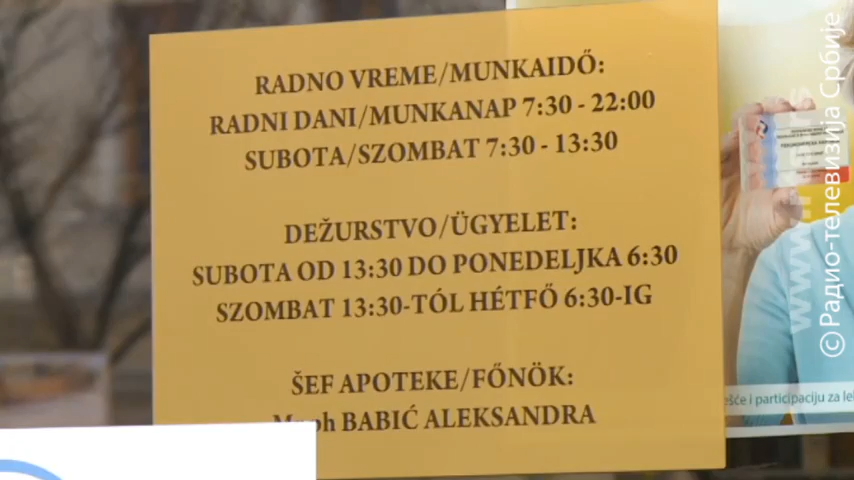 RADNO VREME/MUNKAIDŐ:
RADNI DANI/MUNKANAP 7:30 - 22:00
SUBOTA/SZOMBAT 7:30 - 13:30
DEŽURSTVO/ÜGYELET:
SUBOTA OD 13:30 DO PONEDELJKA 6:30
SZOMBAT 13:30-TÓL HÉTFŐ 6:30-IG
ŠEF APOTEKE/FŐNÖK:
BABIĆ ALEKSANDRA
i participaciju za
© Радио-телевизија Србије